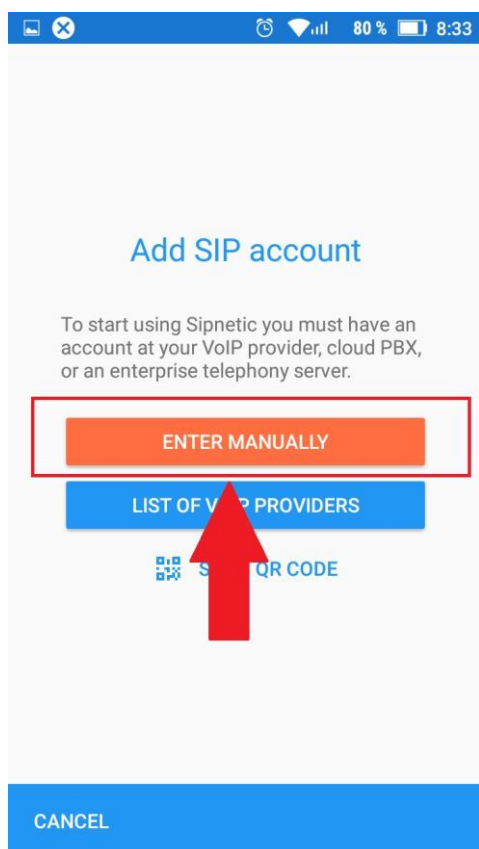 80 % 8:33
Add SIP account
To start using Sipnetic you must have an
account at your VoIP provider, cloud PBX,
or an enterprise telephony server.
ENTER MANUALLY
LIST OF PROVIDERS
QR CODE
CANCEL